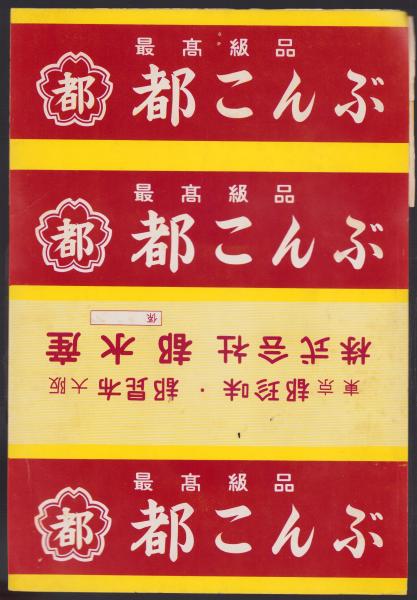 最高級品
都
都こんぶ
最高級品
都
都こんぶ
東京 都珍味・都昆布 大阪
株式会社 都水産
係
最高級品
都
都こんぶ